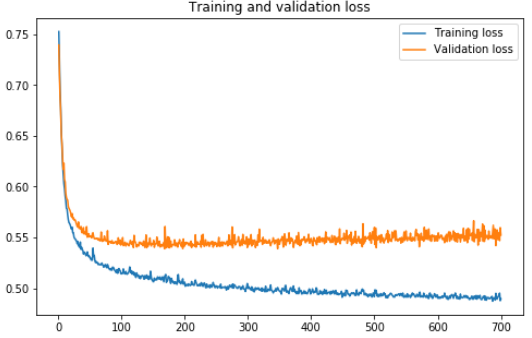 Training and validation loss
Training loss
Validation loss
0.75
0.70
0.65
0.60
0.55
0.50
0 100 200 300 400 500 600 700